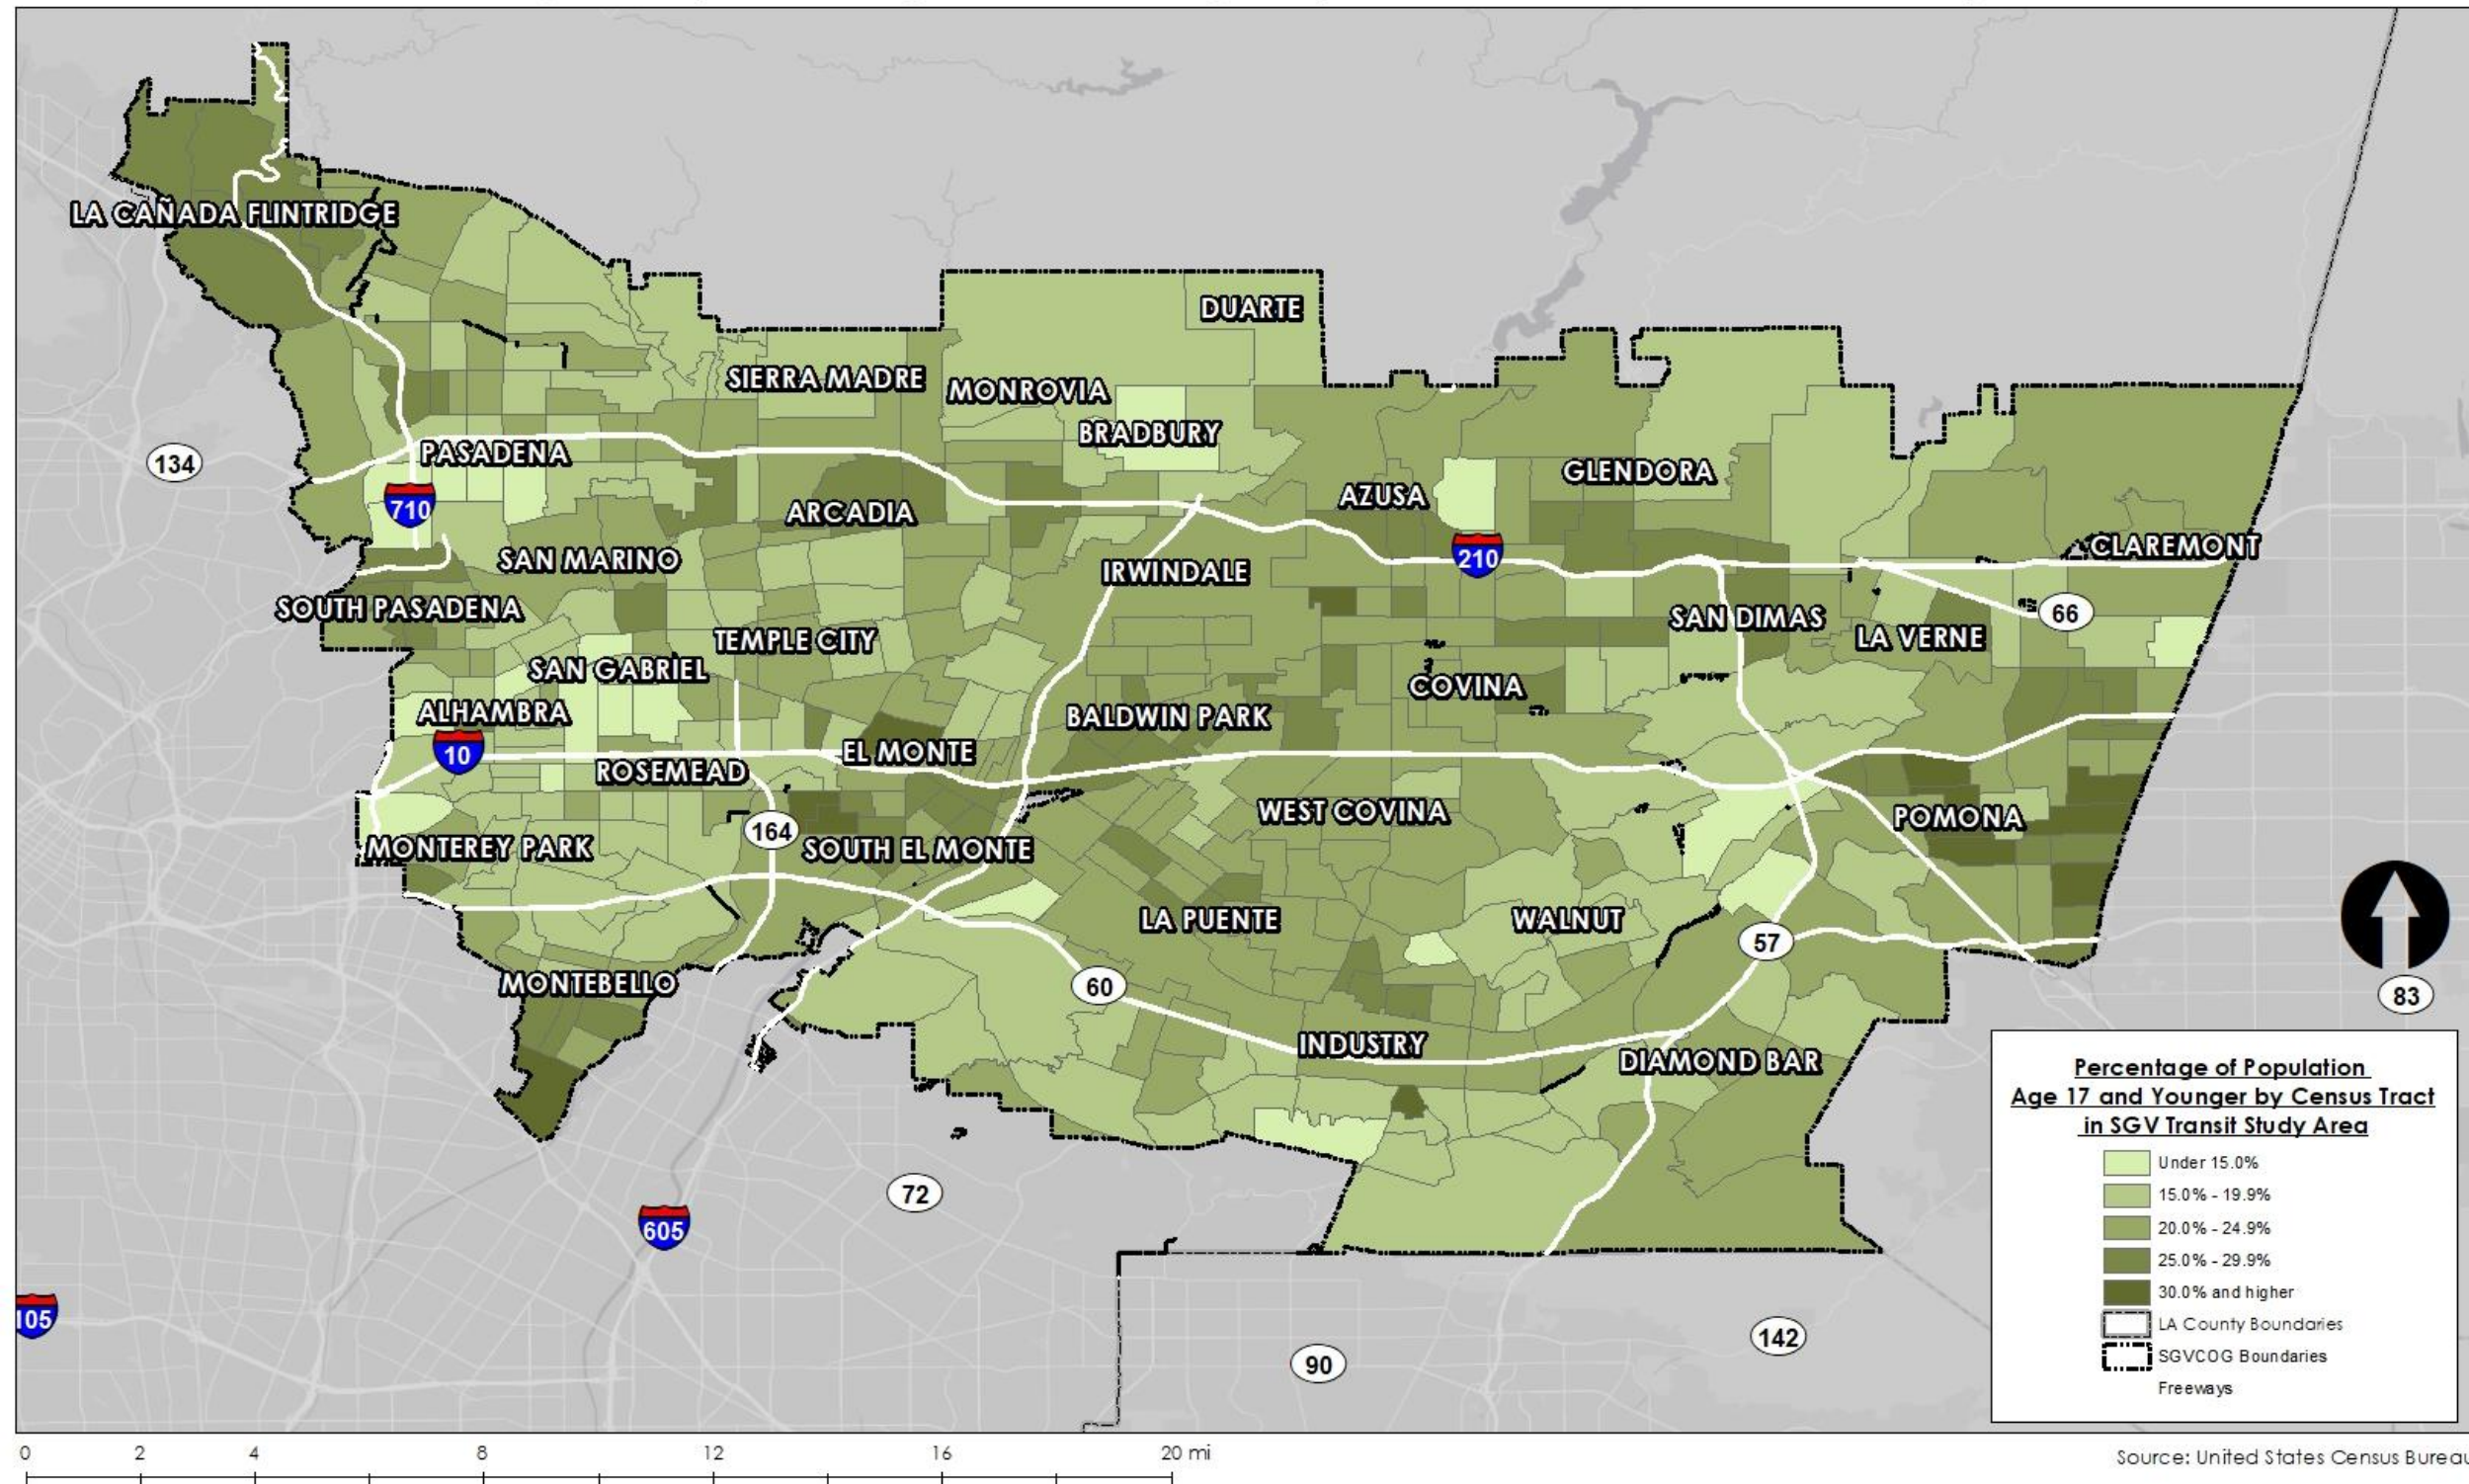 LA CAÑADA FLINTRIDGE
DUARTE
SIERRA MADRE
MONROVIA
BRADBURY
134
PASADENA
GLENDORA
710
AZUSA
ARCADIA
SAN MARINO
IRWINDALE
210
CLAREMONT
SOUTH PASADENA
TEMPLE CITY
SAN DIMAS
LA VERNE
66
SAN GABRIEL
COVINA
ALHAMBRA
BALDWIN PARK
10
EL MONTE
ROSEMEAD
WEST COVINA
POMONA
164
MONTEREY PARK
SOUTH EL MONTE
LA PUENTE
WALNUT
57
MONTEBELLO
60
83
INDUSTRY
DIAMOND BAR
72
605
105
142
90
Percentage of Population
Age 17 and Younger by Census Tract
in SGV Transit Study Area
Under 15.0%
15.0% - 19.9%
20.0% - 24.9%
25.0% - 29.9%
30.0% and higher
LA County Boundaries
SGVCOG Boundaries
Freeways
0 2 4 8 12 16 20 mi
Source: United States Census Bureau